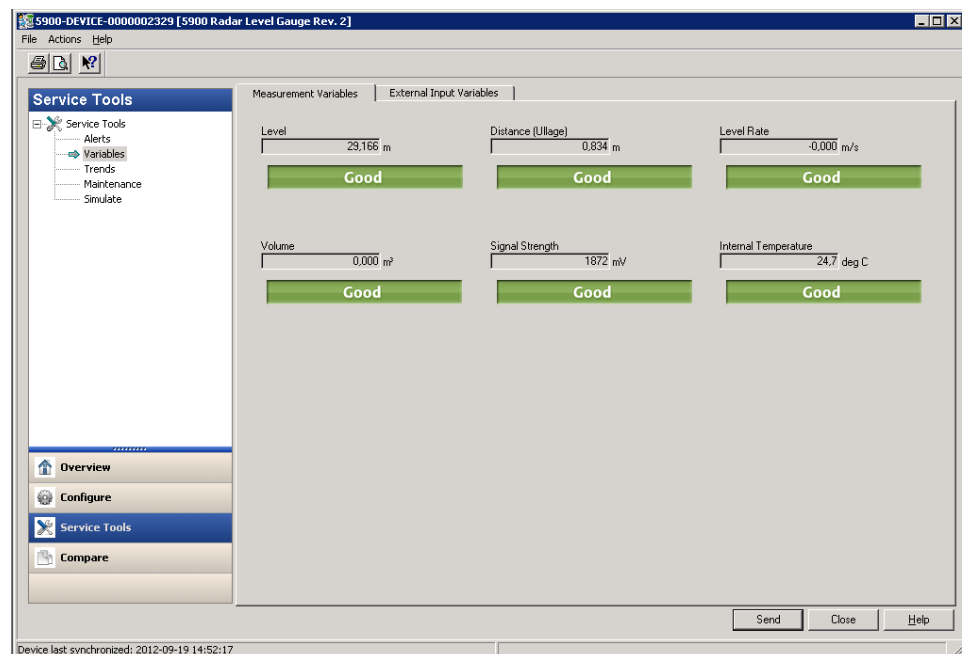 5900-DEVICE-0000002329 [5900 Radar Level Gauge Rev. 2]
File Actions Help
Service Tools
Service Tools
Alerts
Variables
Trends
Maintenance
Simulate
Overview
Configure
Service Tools
Compare
Measurement Variables External Input Variables
Level Distance (Ullage) Level Rate
29,166 m 0,834 m -0,000 m/s
Good Good Good
Volume Signal Strength Internal Temperature
0,000 m³ 1872 mV 24,7 deg C
Good Good Good
Send Close Help
Device last synchronized: 2012-09-19 14:52:17